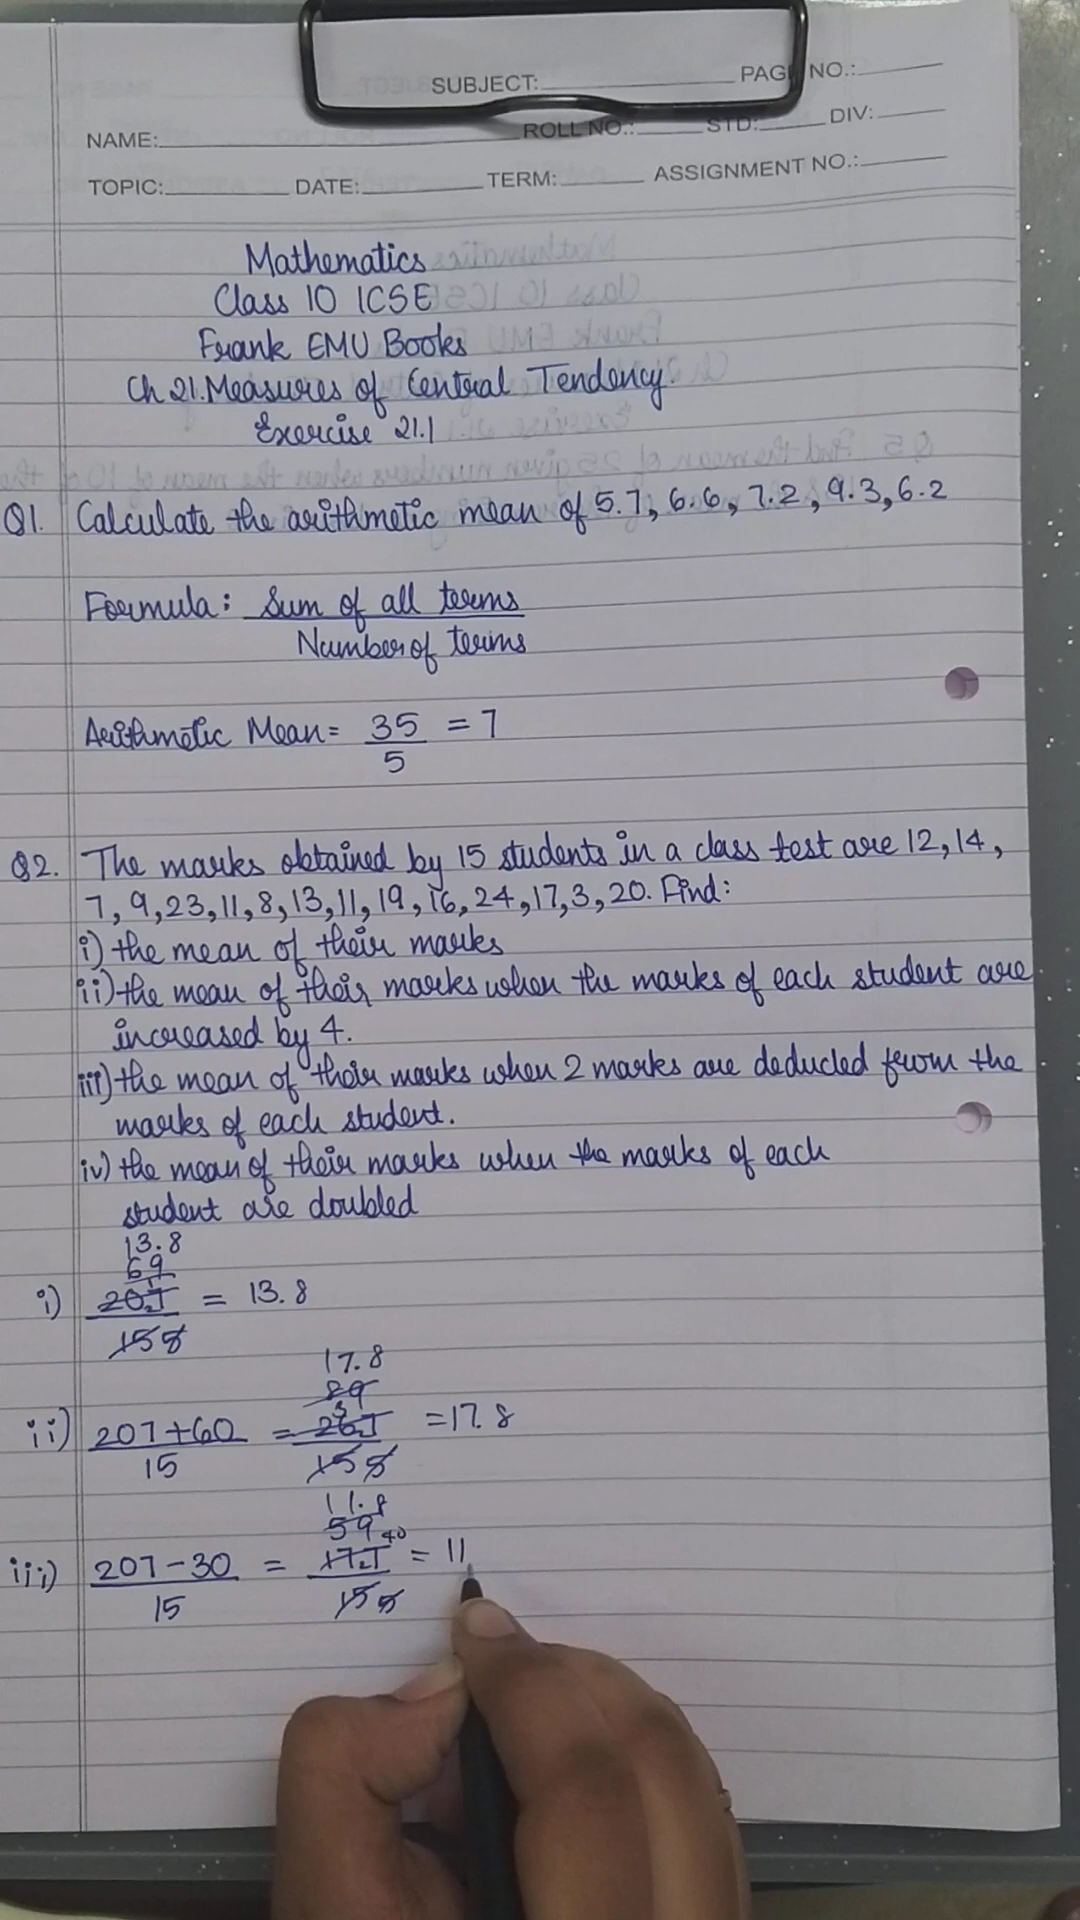 SUBJECT: PAGE NO.:
NAME: ROLL NO.: STD: DIV:
TOPIC: DATE: TERM: ASSIGNMENT NO.:
Mathematics
Class 10 ICSE
Frank EMU Books
Ch 21. Measures of Central Tendency.
Exercise 21.1
Q1. Calculate the arithmetic mean of 5.7, 6.6, 7.2, 9.3, 6.2
Formula: Sum of all terms
Number of terms
Arithmetic Mean = 35 = 7
5
Q2. The marks obtained by 15 students in a class test are 12, 14,
7, 9, 23, 11, 8, 13, 11, 19, 16, 24, 17, 3, 20. Find:
i) the mean of their marks
ii) the mean of their marks when the marks of each student are
increased by 4.
iii) the mean of their marks when 2 marks are deducted from the
marks of each student.
iv) the mean of their marks when the marks of each
student are doubled
13.8
69
i) 207 = 13.8
15 5
17.8
89
ii) 207+60 = 267 = 17.8
15 15 5
11.8
59 40
iii) 207-30 = 177 = 11
15 15 5